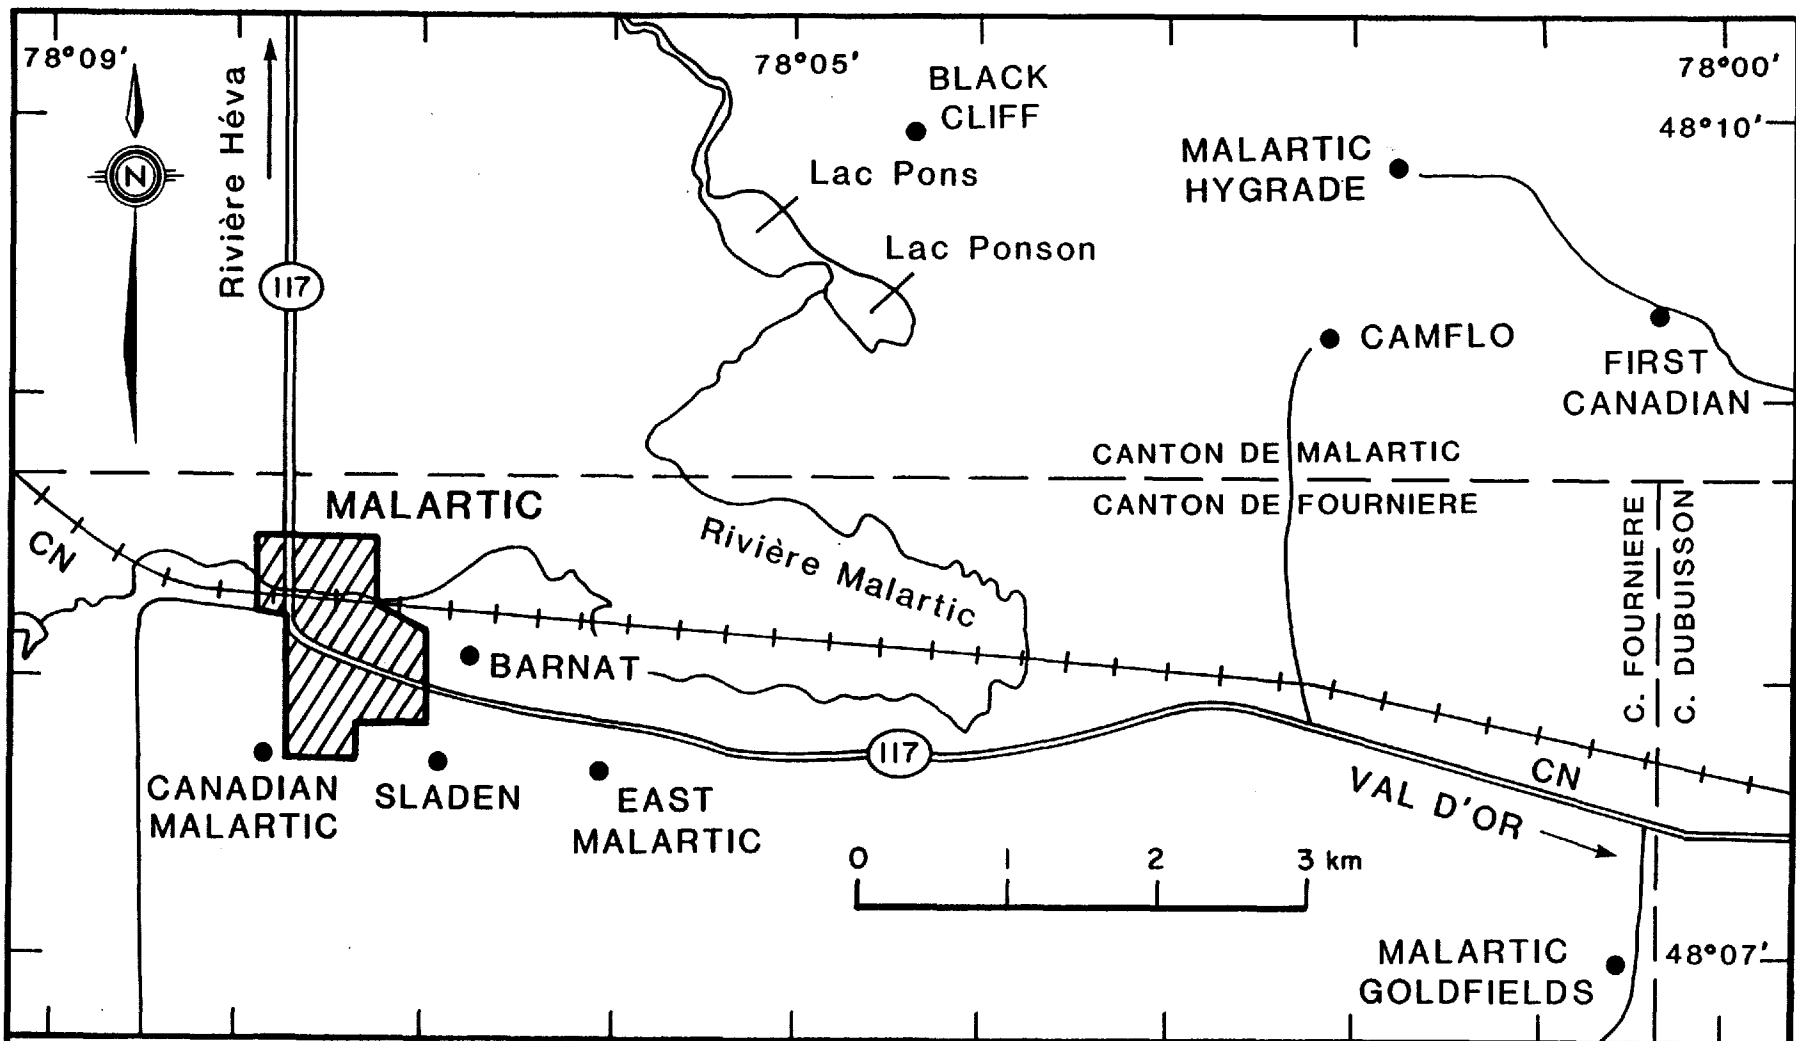 78°09'
78°05'
78°00'
48°10'
N
Rivière Héva
117
BLACK
CLIFF
Lac Pons
Lac Ponson
MALARTIC
HYGRADE
CAMFLO
FIRST
CANADIAN
CANTON DE MALARTIC
CANTON DE FOURNIERE
C. FOURNIERE
C. DUBUISSON
MALARTIC
CN
Rivière Malartic
BARNAT
117
CANADIAN
MALARTIC
SLADEN
EAST
MALARTIC
CN
VAL D'OR
0 1 2 3 km
MALARTIC
GOLDFIELDS
48°07'